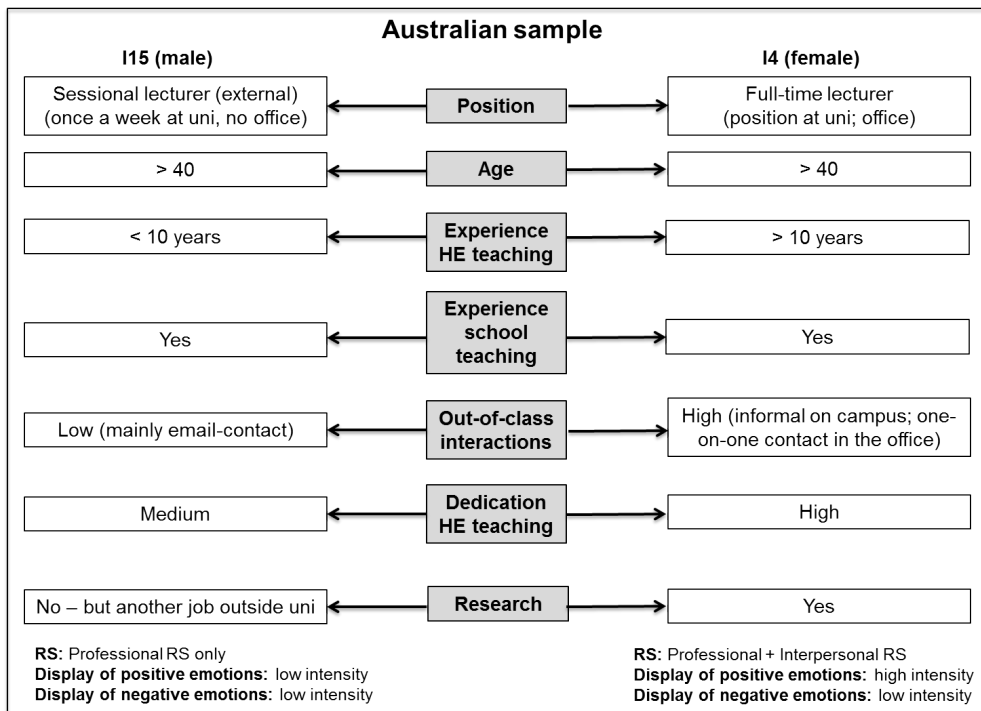 Australian sample
I15 (male)
I4 (female)
Sessional lecturer (external)
(once a week at uni, no office)
Position
Full-time lecturer
(position at uni; office)
> 40
Age
> 40
< 10 years
Experience
HE teaching
> 10 years
Yes
Experience
school
teaching
Yes
Low (mainly email-contact)
Out-of-class
interactions
High (informal on campus; one-
on-one contact in the office)
Medium
Dedication
HE teaching
High
No – but another job outside uni
Research
Yes
RS: Professional RS only
Display of positive emotions: low intensity
Display of negative emotions: low intensity
RS: Professional + Interpersonal RS
Display of positive emotions: high intensity
Display of negative emotions: low intensity